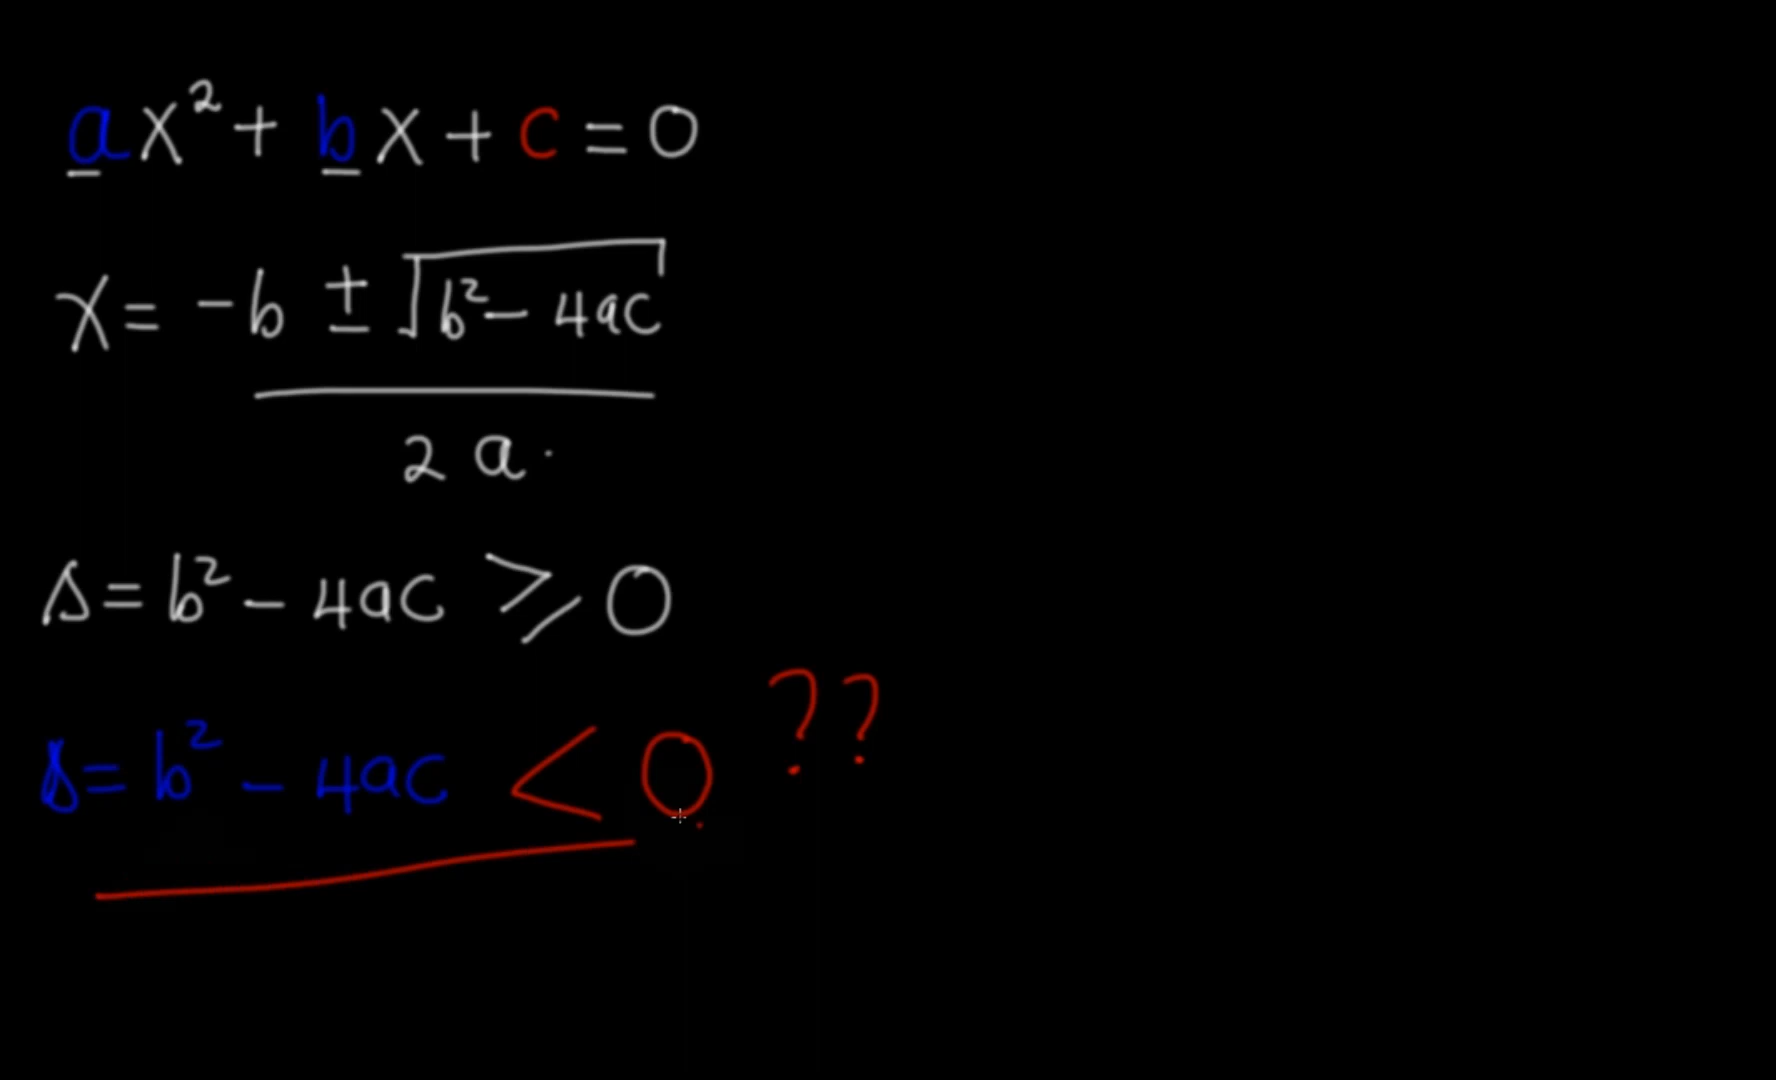 ax² + bx + c = 0
x = -b ± √b² - 4ac
2a.
Δ = b² - 4ac ⩾ 0
Δ = b² - 4ac < 0 ??